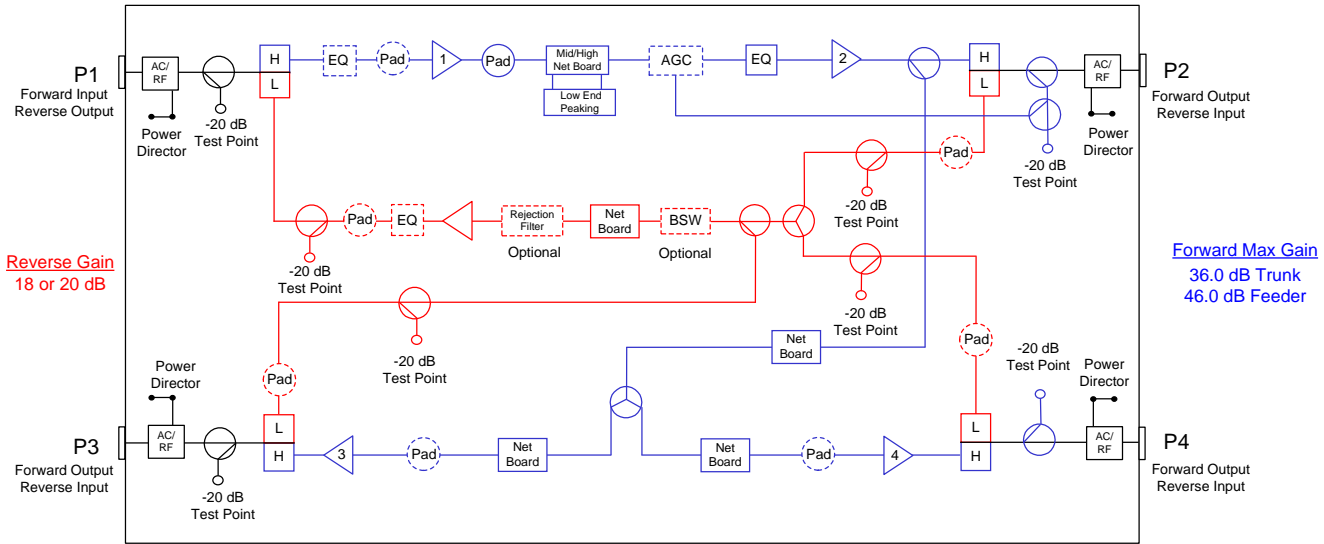 P1
Forward Input
Reverse Output
AC/
RF
Power
Director
-20 dB
Test Point
H
L
EQ
Pad
1
Pad
Mid/High
Net Board
Low End
Peaking
AGC
EQ
2
H
L
-20 dB
Test Point
AC/
RF
Power
Director
P2
Forward Output
Reverse Input
-20 dB
Test Point
Pad
EQ
Rejection
Filter
Optional
Net
Board
BSW
Optional
-20 dB
Test Point
Pad
-20 dB
Test Point
Reverse Gain
18 or 20 dB
Forward Max Gain
36.0 dB Trunk
46.0 dB Feeder
-20 dB
Test Point
Pad
Net
Board
Pad
-20 dB
Test Point
Power
Director
Power
Director
P3
Forward Output
Reverse Input
AC/
RF
-20 dB
Test Point
L
H
3
Pad
Net
Board
Net
Board
Pad
4
L
H
AC/
RF
P4
Forward Output
Reverse Input